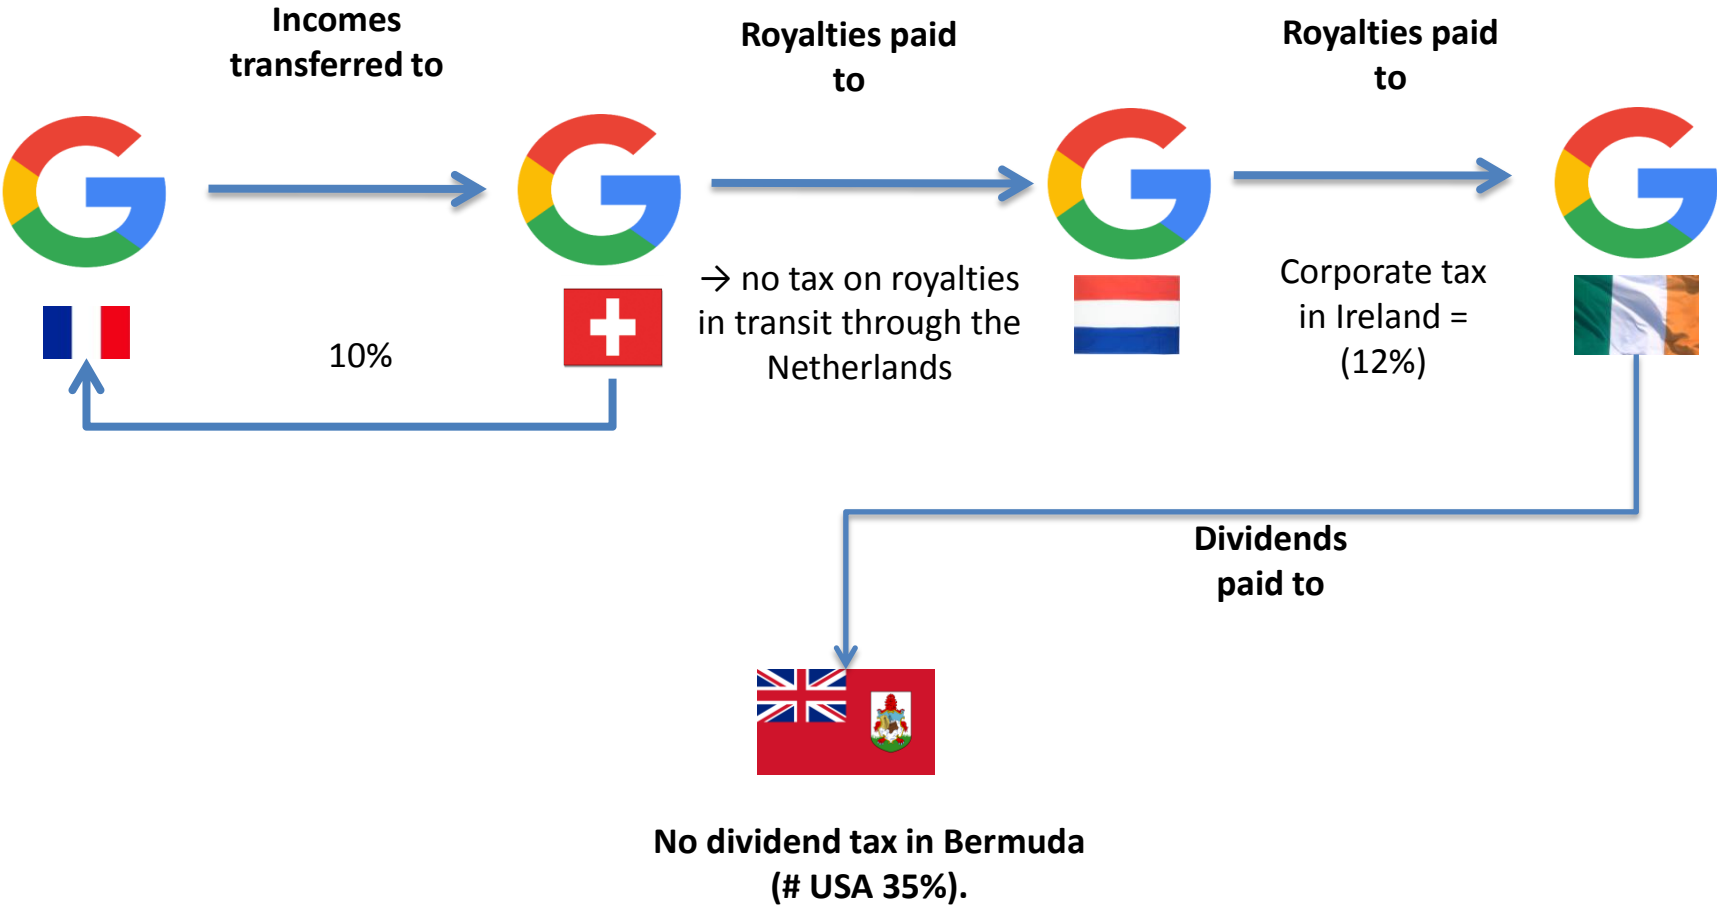 Incomes
transferred to
Royalties paid
to
Royalties paid
to
10%
→ no tax on royalties
in transit through the
Netherlands
Corporate tax
in Ireland =
(12%)
Dividends
paid to
No dividend tax in Bermuda
(# USA 35%).